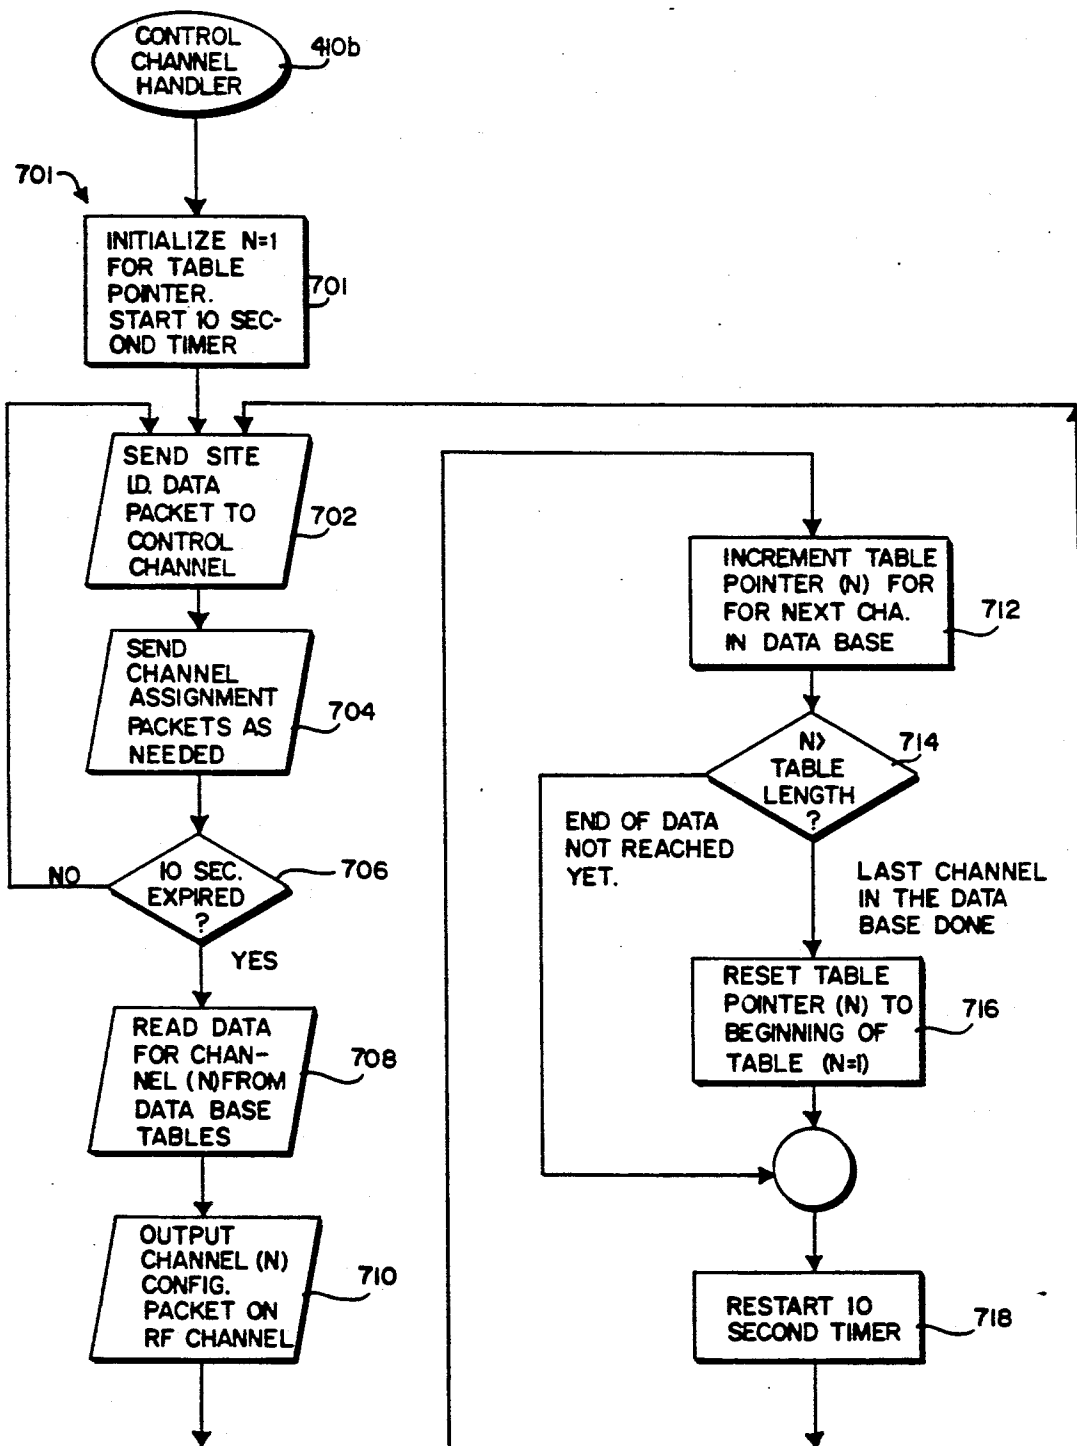 CONTROL
CHANNEL
HANDLER
410b
701
INITIALIZE N=1
FOR TABLE
POINTER.
START 10 SEC-
OND TIMER
701
SEND SITE
I.D. DATA
PACKET TO
CONTROL
CHANNEL
702
SEND
CHANNEL
ASSIGNMENT
PACKETS AS
NEEDED
704
10 SEC.
EXPIRED
?
706
NO
YES
READ DATA
FOR CHAN-
NEL (N) FROM
DATA BASE
TABLES
708
OUTPUT
CHANNEL (N)
CONFIG.
PACKET ON
RF CHANNEL
710
INCREMENT TABLE
POINTER (N) FOR
FOR NEXT CHA.
IN DATA BASE
712
N>
TABLE
LENGTH
?
714
END OF DATA
NOT REACHED
YET.
LAST CHANNEL
IN THE DATA
BASE DONE
RESET TABLE
POINTER (N) TO
BEGINNING OF
TABLE (N=1)
716
RESTART 10
SECOND TIMER
718